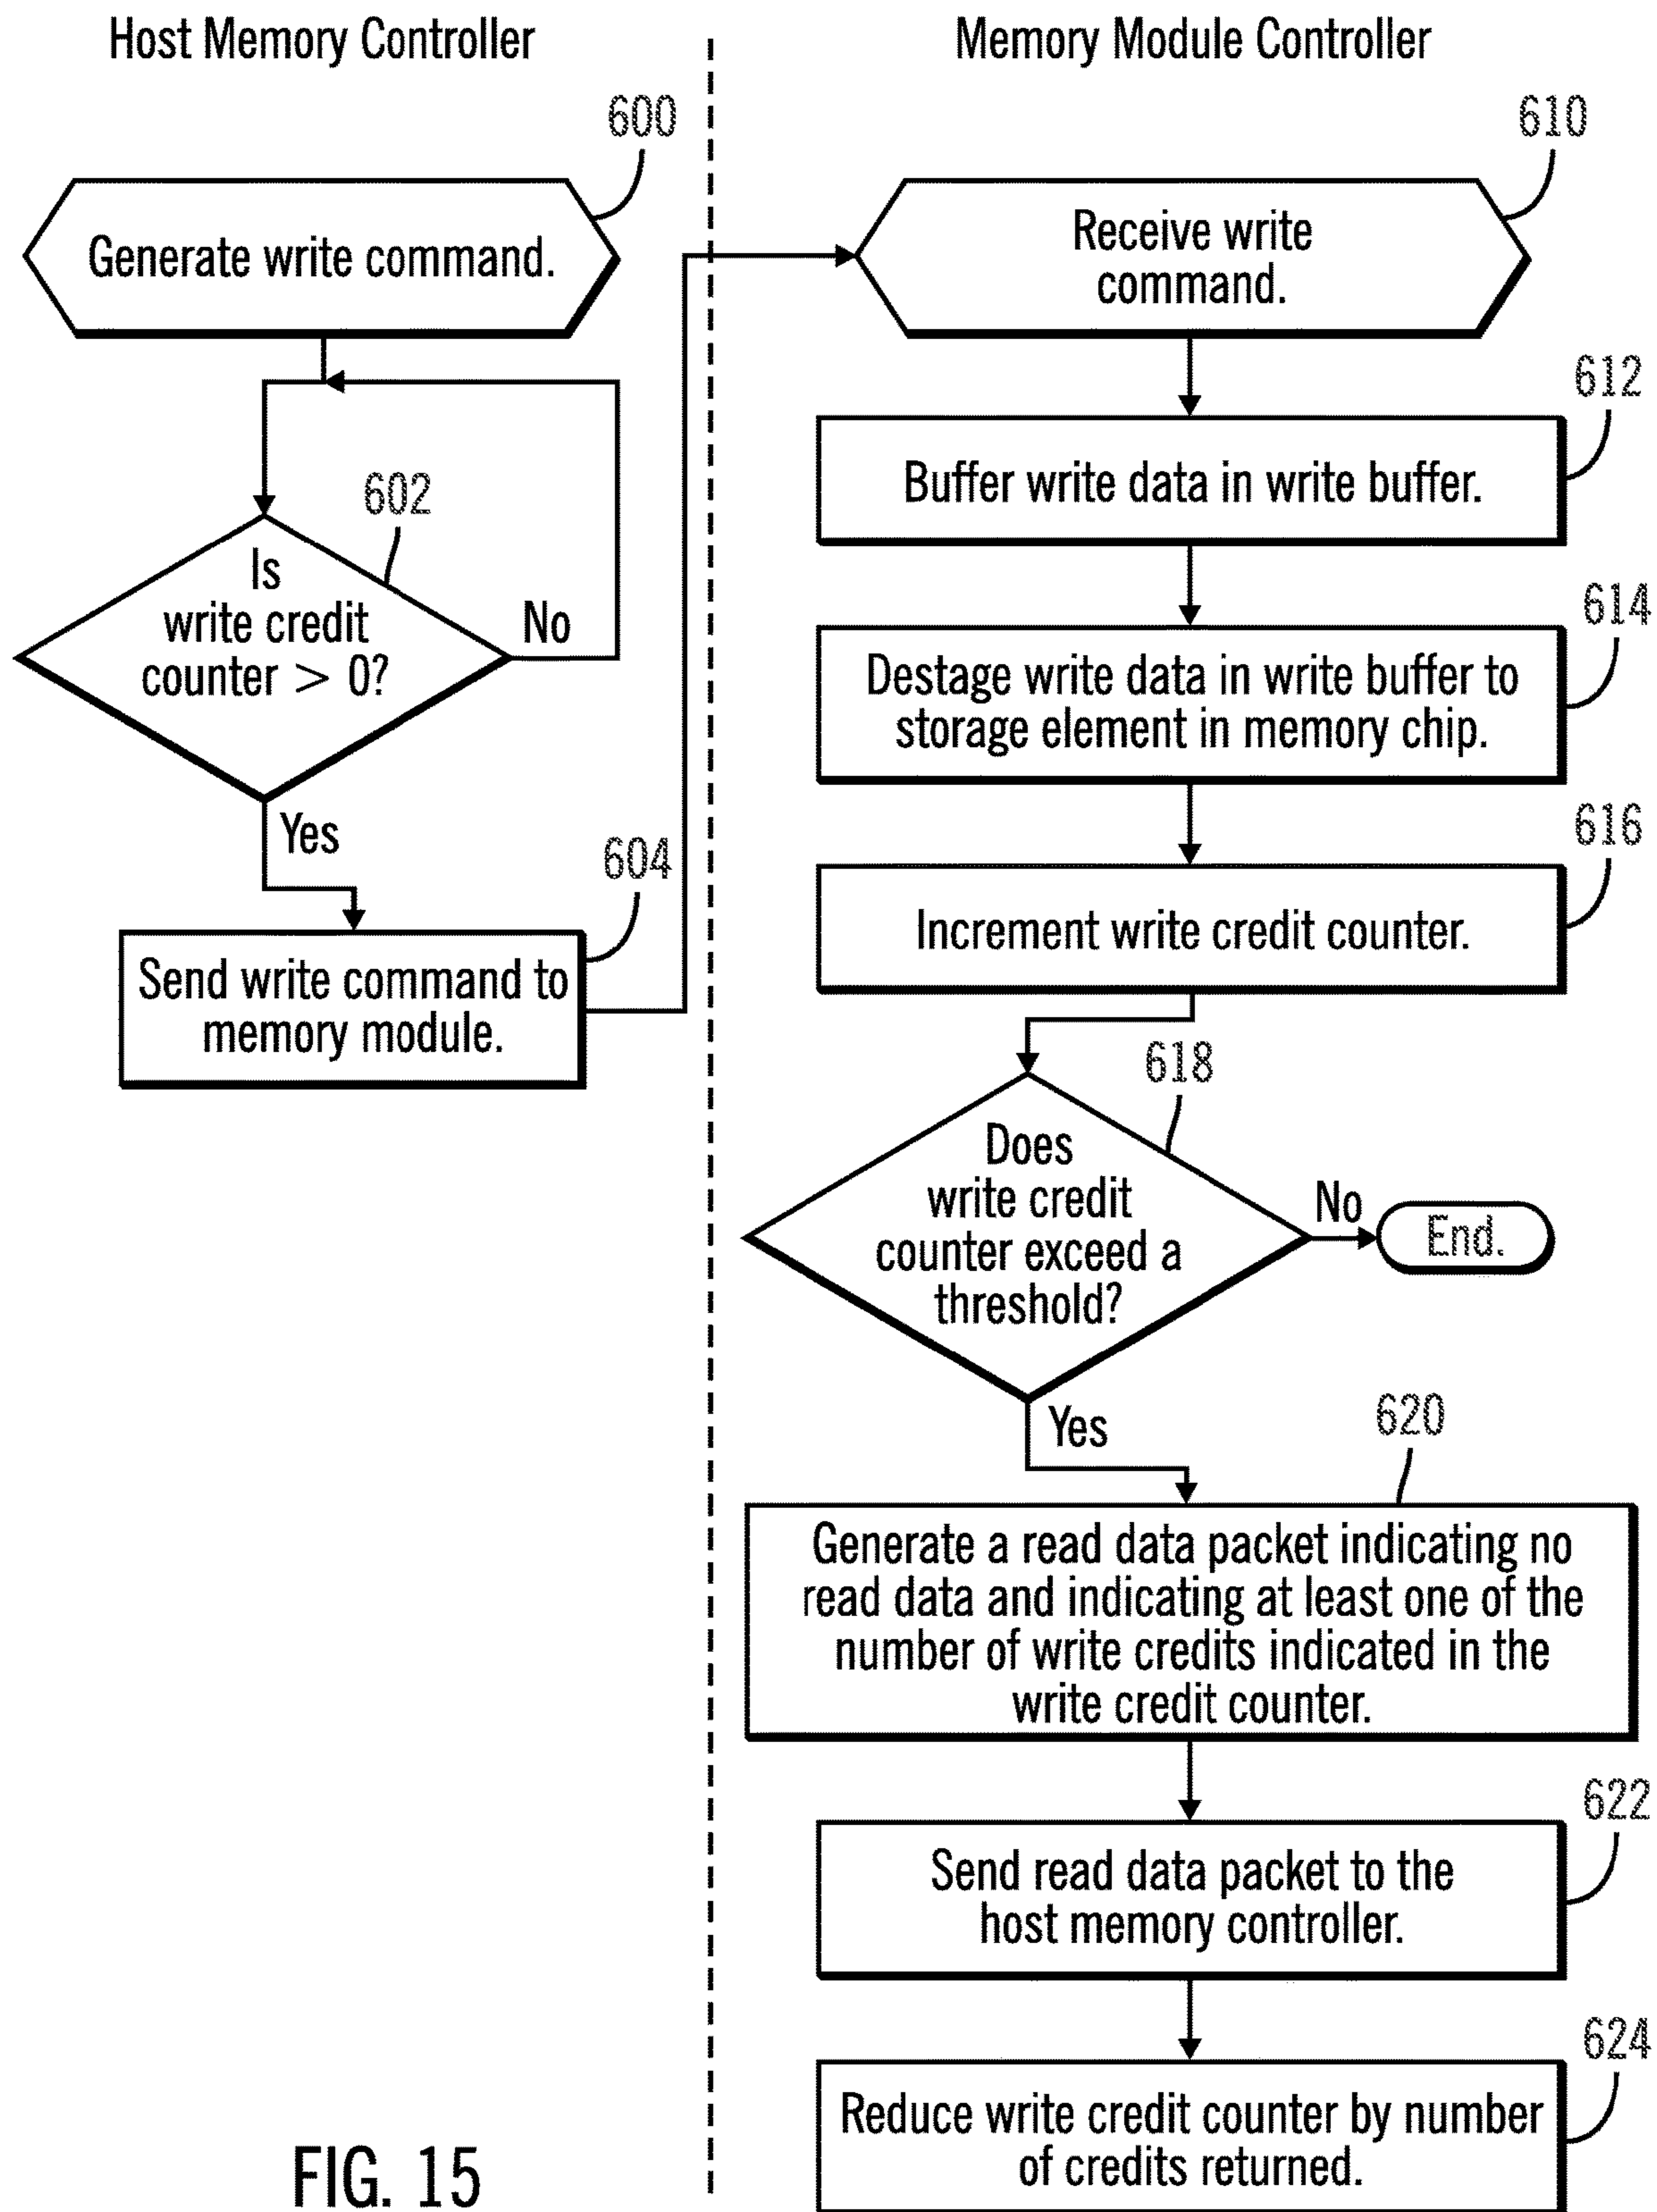 Host Memory Controller
600
Generate write command.
602
Is
write credit
counter > 0?
No
Yes
604
Send write command to
memory module.
Memory Module Controller
610
Receive write
command.
612
Buffer write data in write buffer.
614
Destage write data in write buffer to
storage element in memory chip.
616
Increment write credit counter.
618
Does
write credit
counter exceed a
threshold?
No
End.
Yes
620
Generate a read data packet indicating no
read data and indicating at least one of the
number of write credits indicated in the
write credit counter.
622
Send read data packet to the
host memory controller.
624
Reduce write credit counter by number
of credits returned.
FIG. 15